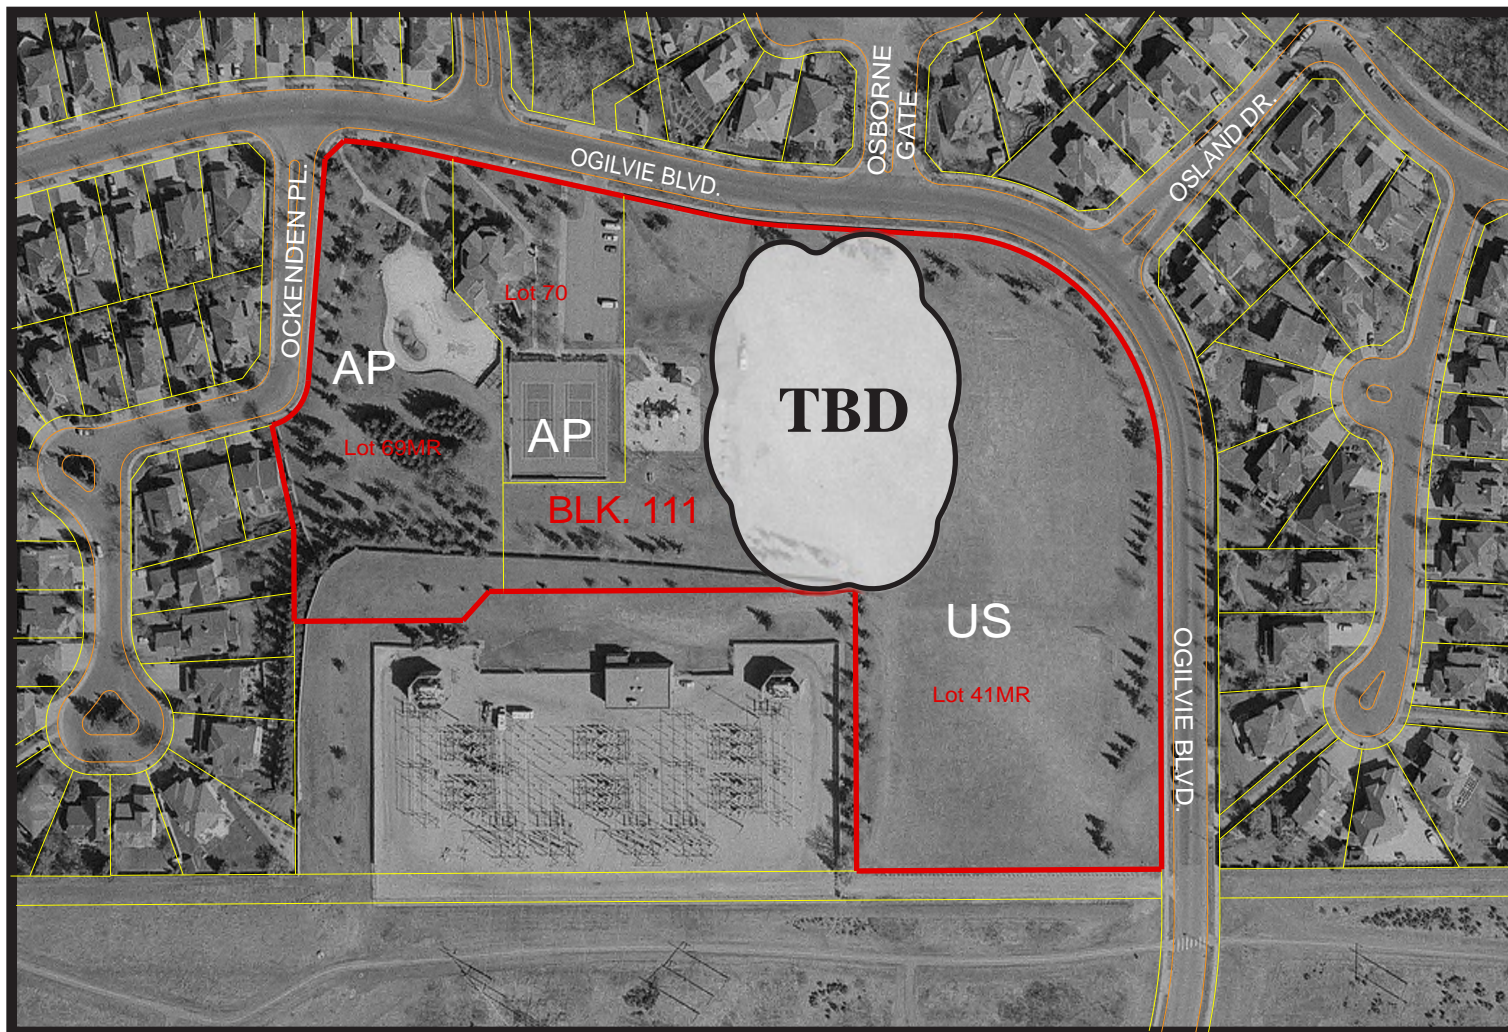 OSBORNE
GATE
OSLAND DR.
OGILVIE BLVD.
OCKENDEN PL.
Lot 70
AP
TBD
AP
Lot 69MR
BLK. 111
US
Lot 41MR
OGILVIE BLVD.